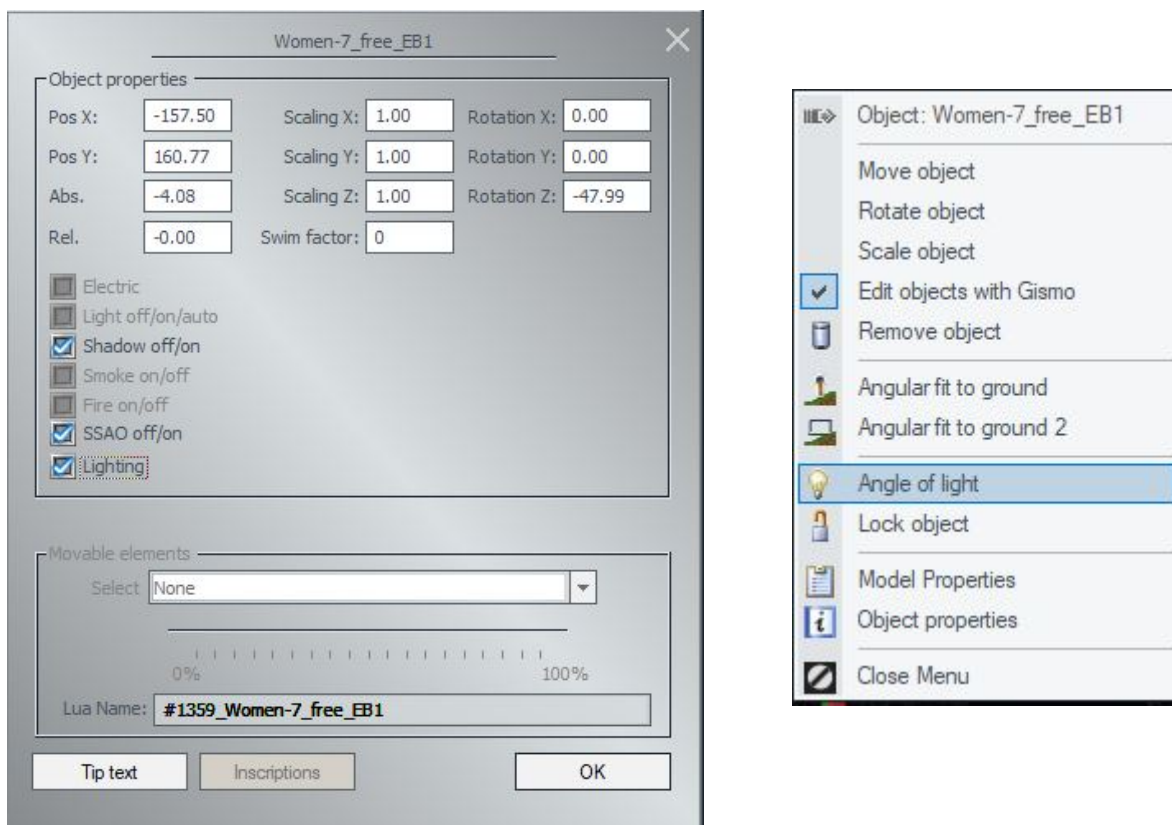 Women-7_free_EB1
Object properties
Pos X: -157.50 Scaling X: 1.00 Rotation X: 0.00
Pos Y: 160.77 Scaling Y: 1.00 Rotation Y: 0.00
Abs. -4.08 Scaling Z: 1.00 Rotation Z: -47.99
Rel. -0.00 Swim factor: 0
Electric
Light off/on/auto
Shadow off/on
Smoke on/off
Fire on/off
SSAO off/on
Lighting
Movable elements
Select None
0% 100%
Lua Name: #1359_Women-7_free_EB1
Tip text Inscriptions OK
Object: Women-7_free_EB1
Move object
Rotate object
Scale object
Edit objects with Gismo
Remove object
Angular fit to ground
Angular fit to ground 2
Angle of light
Lock object
Model Properties
Object properties
Close Menu